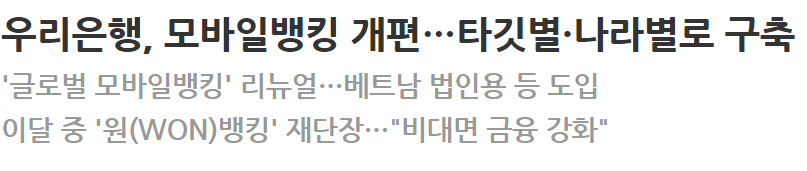 우리은행, 모바일뱅킹 개편…타깃별·나라별로 구축
'글로벌 모바일뱅킹' 리뉴얼…베트남 법인용 등 도입
이달 중 '원(WON)뱅킹' 재단장…"비대면 금융 강화"